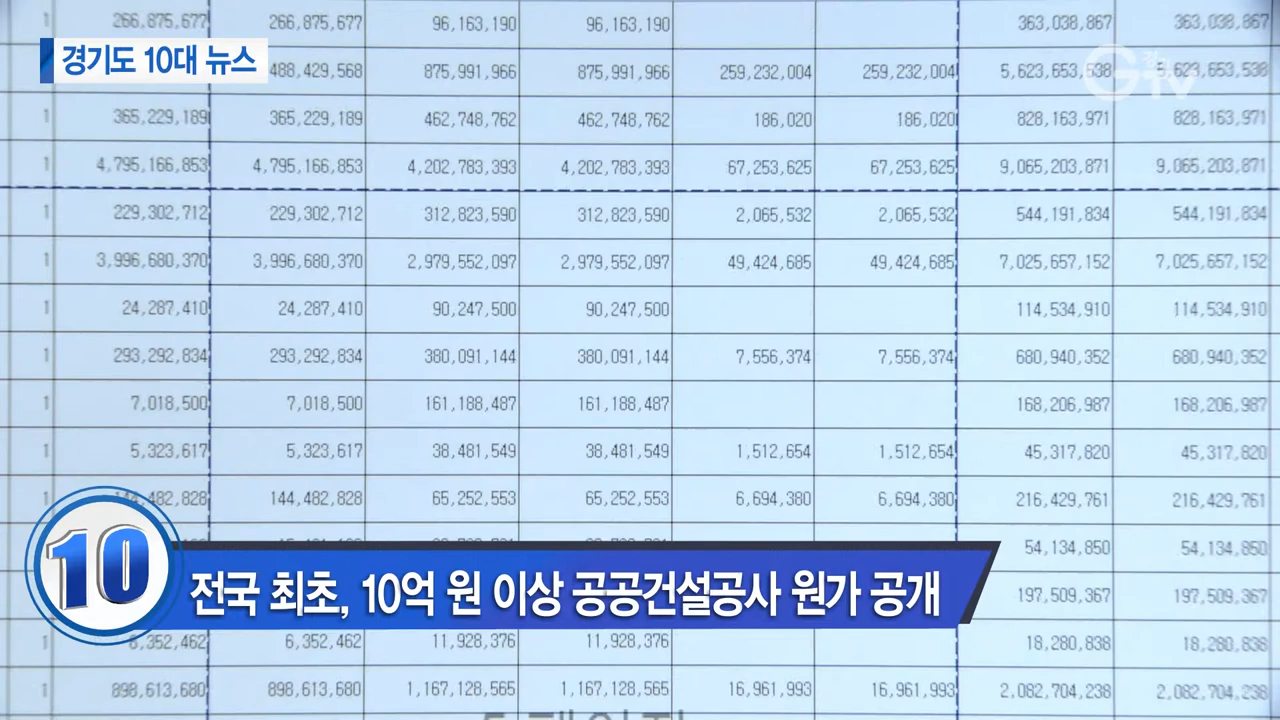 1 266,875,677 266,875,677 96,163,190 96,163,190 363,038,867 363,038,867
경기도 10대 뉴스
488,429,568 875,991,966 875,991,966 259,232,004 259,232,004 5,623,653,538 5,623,653,538
경기 GTV
1 365,229,189 365,229,189 462,748,762 462,748,762 186,020 186,020 828,163,971 828,163,971
1 4,795,166,853 4,795,166,853 4,202,783,393 4,202,783,393 67,253,625 67,253,625 9,065,203,871 9,065,203,871
1 229,302,712 229,302,712 312,823,590 312,823,590 2,065,532 2,065,532 544,191,834 544,191,834
1 3,996,680,370 3,996,680,370 2,979,552,097 2,979,552,097 49,424,685 49,424,685 7,025,657,152 7,025,657,152
1 24,287,410 24,287,410 90,247,500 90,247,500 114,534,910 114,534,910
1 293,292,834 293,292,834 380,091,144 380,091,144 7,556,374 7,556,374 680,940,352 680,940,352
1 7,018,500 7,018,500 161,188,487 161,188,487 168,206,987 168,206,987
1 5,323,617 5,323,617 38,481,549 38,481,549 1,512,654 1,512,654 45,317,820 45,317,820
1 144,482,828 144,482,828 65,252,553 65,252,553 6,694,380 6,694,380 216,429,761 216,429,761
54,134,850 54,134,850
10
전국 최초, 10억 원 이상 공공건설공사 원가 공개
197,509,367 197,509,367
1 6,352,462 6,352,462 11,928,376 11,928,376 18,280,838 18,280,838
1 898,613,680 898,613,680 1,167,128,565 1,167,128,565 16,961,993 16,961,993 2,082,704,238 2,082,704,238